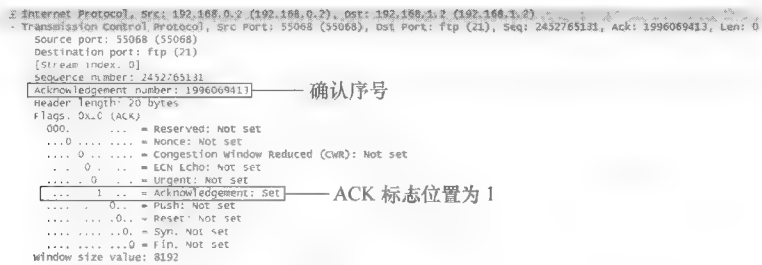 Internet Protocol, Src: 192.168.0.2 (192.168.0.2), Dst: 192.168.1.2 (192.168.1.2)
Transmission Control Protocol, Src Port: 55068 (55068), Dst Port: ftp (21), Seq: 2452765131, Ack: 1996069413, Len: 0
Source port: 55068 (55068)
Destination port: ftp (21)
[Stream index: 0]
Sequence number: 2452765131
Acknowledgement number: 1996069413 确认序号
Header length: 20 bytes
Flags: 0x10 (ACK)
000. .... .... = Reserved: Not set
...0 .... .... = Nonce: Not set
.... 0... .... = Congestion Window Reduced (CWR): Not set
.... .0.. .... = ECN Echo: Not set
.... ..0. .... = Urgent: Not set
.... ...1 .... = Acknowledgement: Set ACK 标志位置为 1
.... .... 0... = Push: Not set
.... .... .0.. = Reset: Not set
.... .... ..0. = Syn: Not set
.... .... ...0 = Fin: Not set
Window size value: 8192